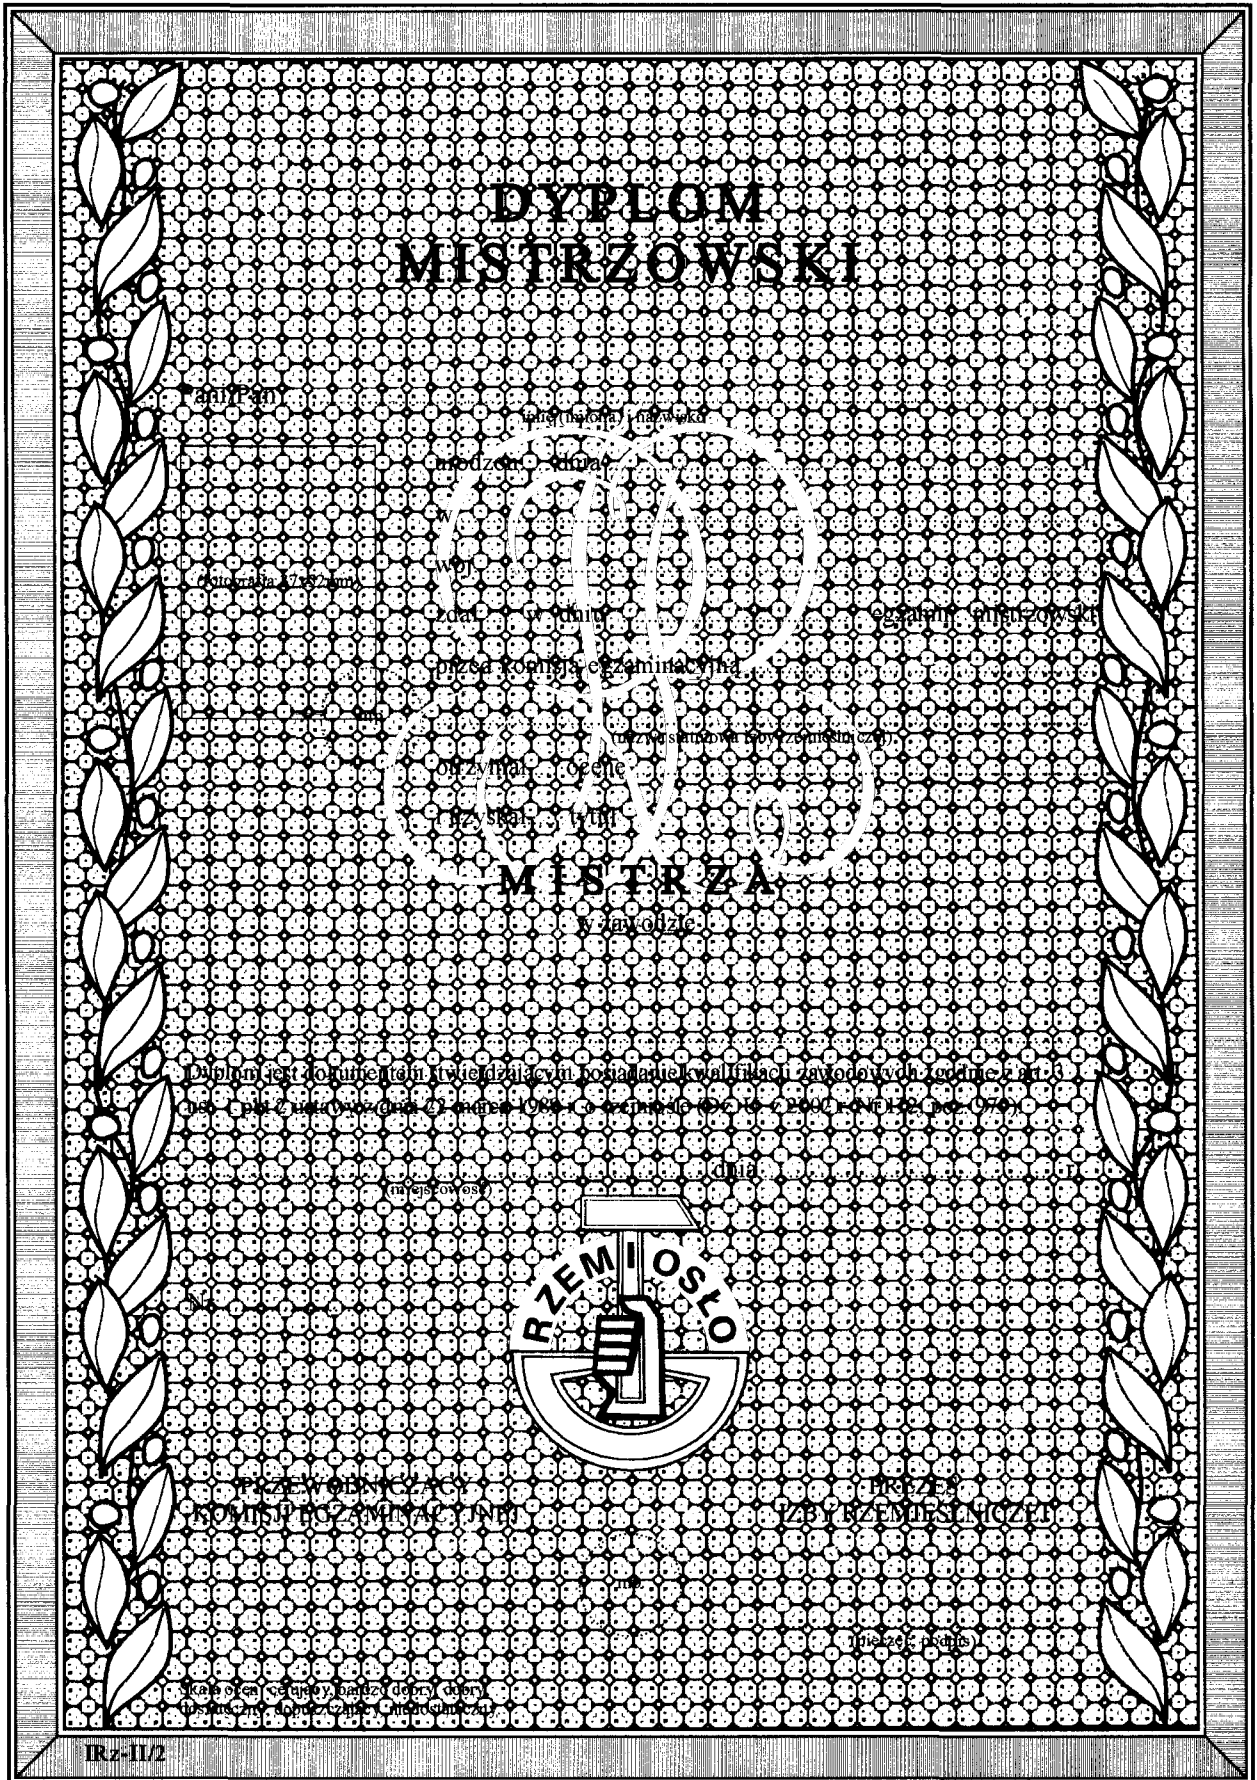 DYPLOM
MISTRZOWSKI
Pani/Pan
imię (imiona) i nazwisko
urodzon dnia r.
w
woj.
(fotografia 37x52mm)
zdał w dniu egzamin mistrzowski
przed komisją egzaminacyjną
mp.
(nazwa statutowa izby rzemieślniczej)
otrzymał ocenę
i uzyskał tytuł
MISTRZA
w zawodzie
Dyplom jest dokumentem stwierdzającym posiadanie kwalifikacji zawodowych zgodnie z art. 3
ust. 1 pkt 2 ustawy z dnia 22 marca 1989 r. o rzemiośle (Dz. U. z 2002 r. Nr 112, poz. 979)
dnia r.
(miejscowość)
RZEMIOSŁO
Nr
PRZEWODNICZĄCY PREZES
KOMISJI EGZAMINACYJNEJ IZBY RZEMIEŚLNICZEJ
mp.
(pieczęć, podpis)
Skala ocen: celujący, bardzo dobry, dobry,
dostateczny, dopuszczający, niedostateczny
IRz-II/2